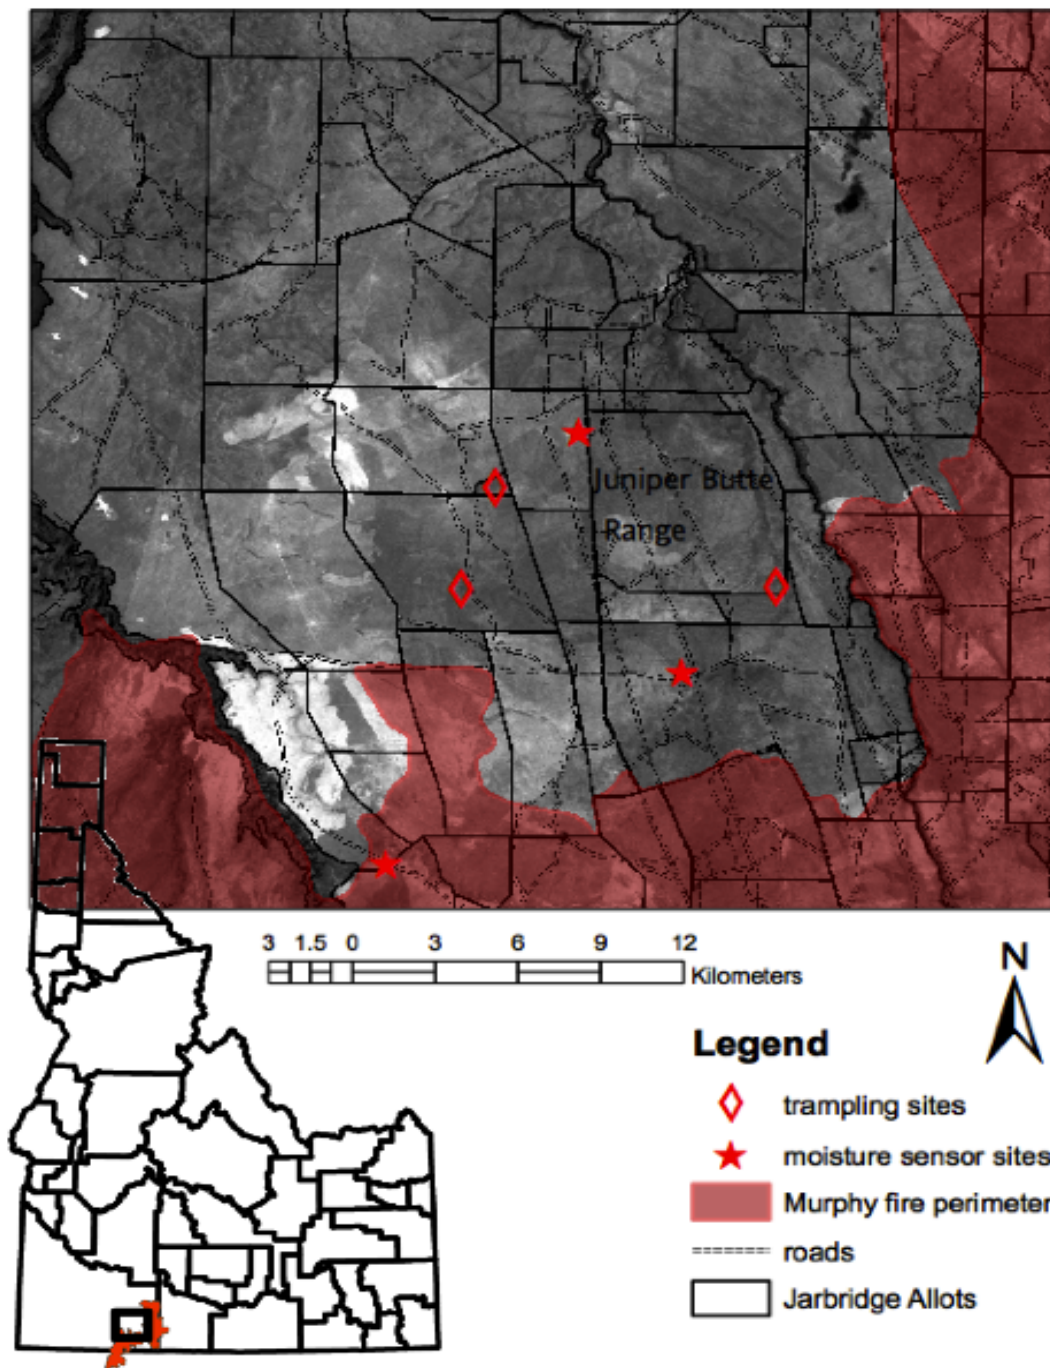 Juniper Butte
Range
3 1.5 0 3 6 9 12
Kilometers
N
Legend
trampling sites
moisture sensor sites
Murphy fire perimeter
roads
Jarbridge Allots